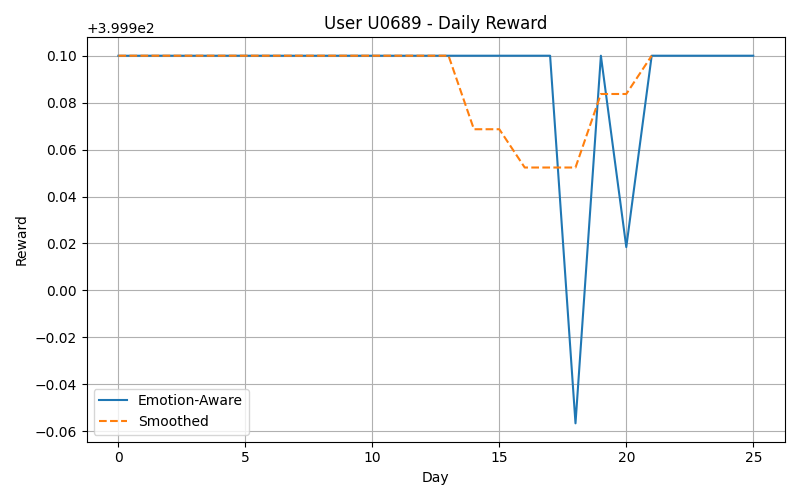 User U0689 - Daily Reward
+3.999e2
0.10
0.08
0.06
0.04
0.02
0.00
−0.02
−0.04
−0.06
Reward
Emotion-Aware
Smoothed
0 5 10 15 20 25
Day